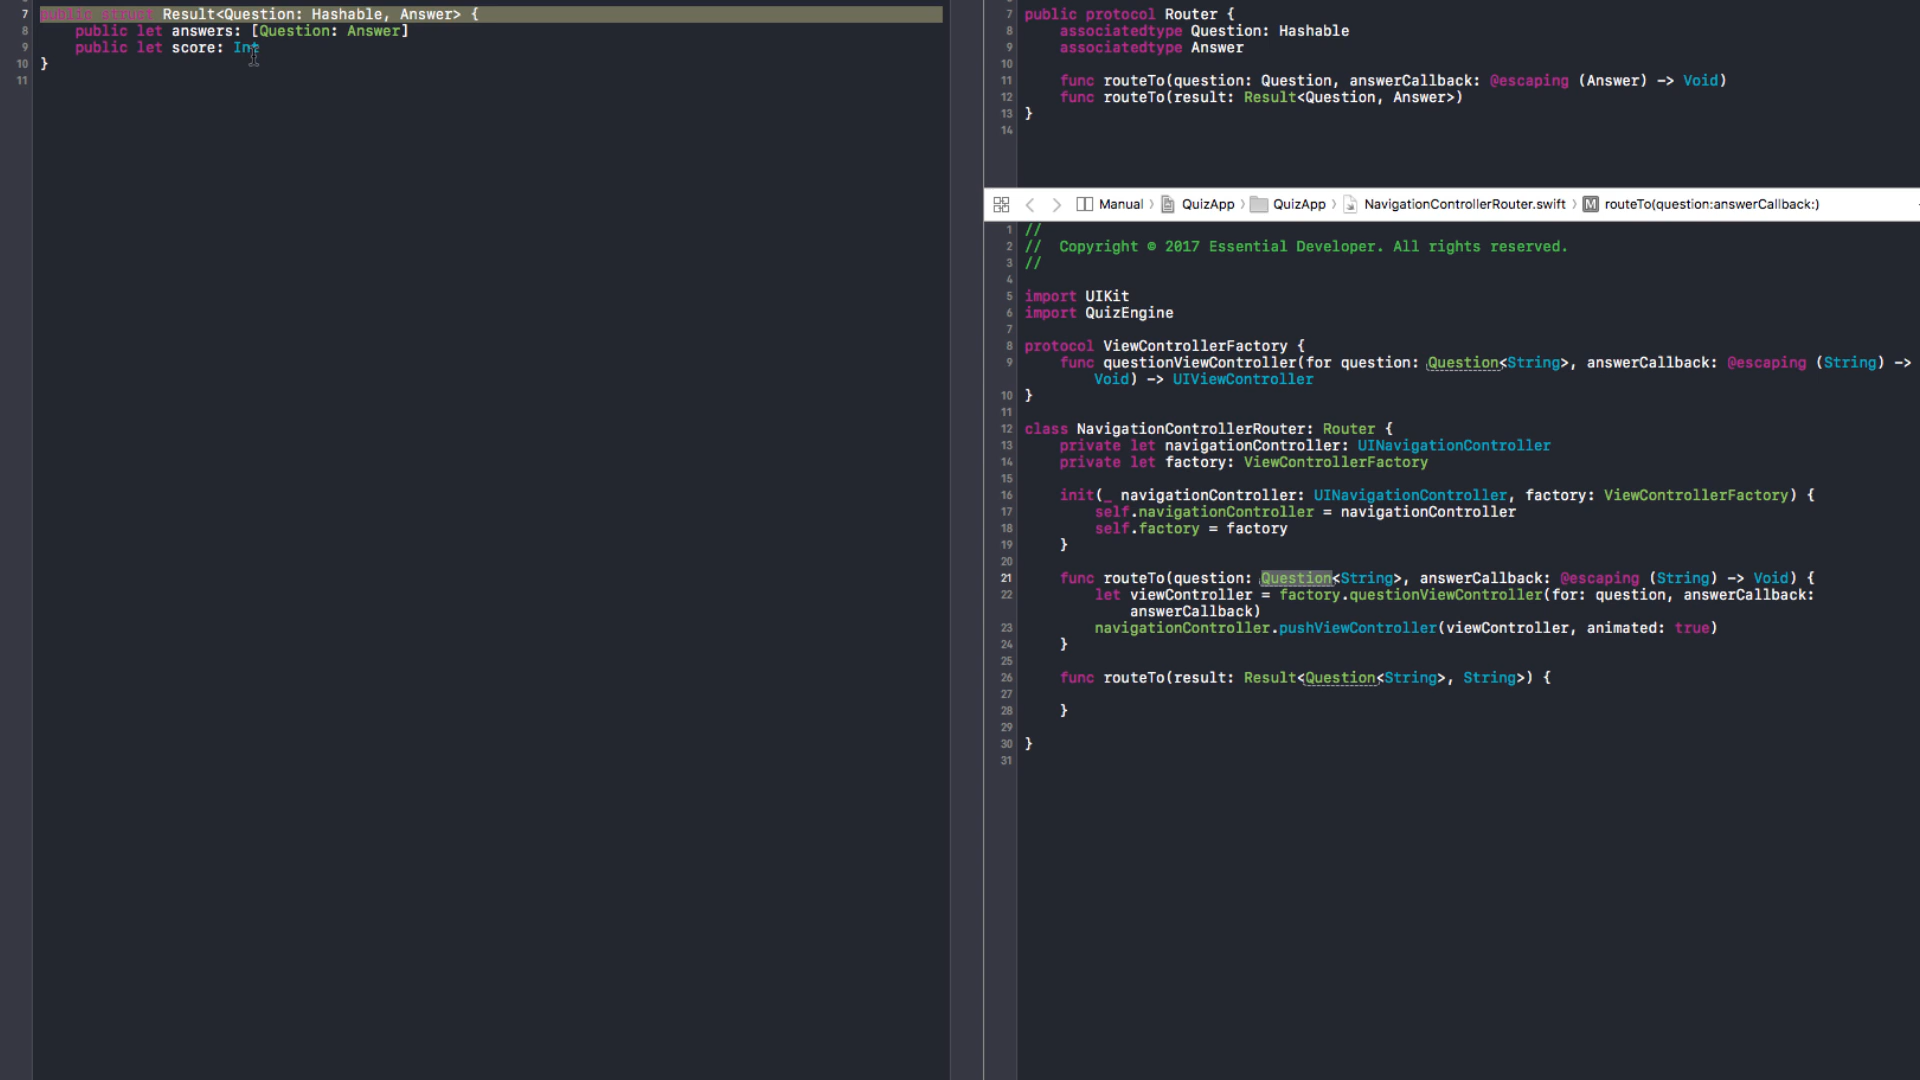 7 public struct Result<Question: Hashable, Answer> {
8 public let answers: [Question: Answer]
9 public let score: Int
10 }
11
7 public protocol Router {
8 associatedtype Question: Hashable
9 associatedtype Answer
10
11 func routeTo(question: Question, answerCallback: @escaping (Answer) -> Void)
12 func routeTo(result: Result<Question, Answer>)
13 }
14
Manual QuizApp QuizApp NavigationControllerRouter.swift M routeTo(question:answerCallback:)
1 //
2 // Copyright © 2017 Essential Developer. All rights reserved.
3 //
4
5 import UIKit
6 import QuizEngine
7
8 protocol ViewControllerFactory {
9 func questionViewController(for question: Question<String>, answerCallback: @escaping (String) ->
Void) -> UIViewController
10 }
11
12 class NavigationControllerRouter: Router {
13 private let navigationController: UINavigationController
14 private let factory: ViewControllerFactory
15
16 init(_ navigationController: UINavigationController, factory: ViewControllerFactory) {
17 self.navigationController = navigationController
18 self.factory = factory
19 }
20
21 func routeTo(question: Question<String>, answerCallback: @escaping (String) -> Void) {
22 let viewController = factory.questionViewController(for: question, answerCallback:
answerCallback)
23 navigationController.pushViewController(viewController, animated: true)
24 }
25
26 func routeTo(result: Result<Question<String>, String>) {
27
28 }
29
30 }
31